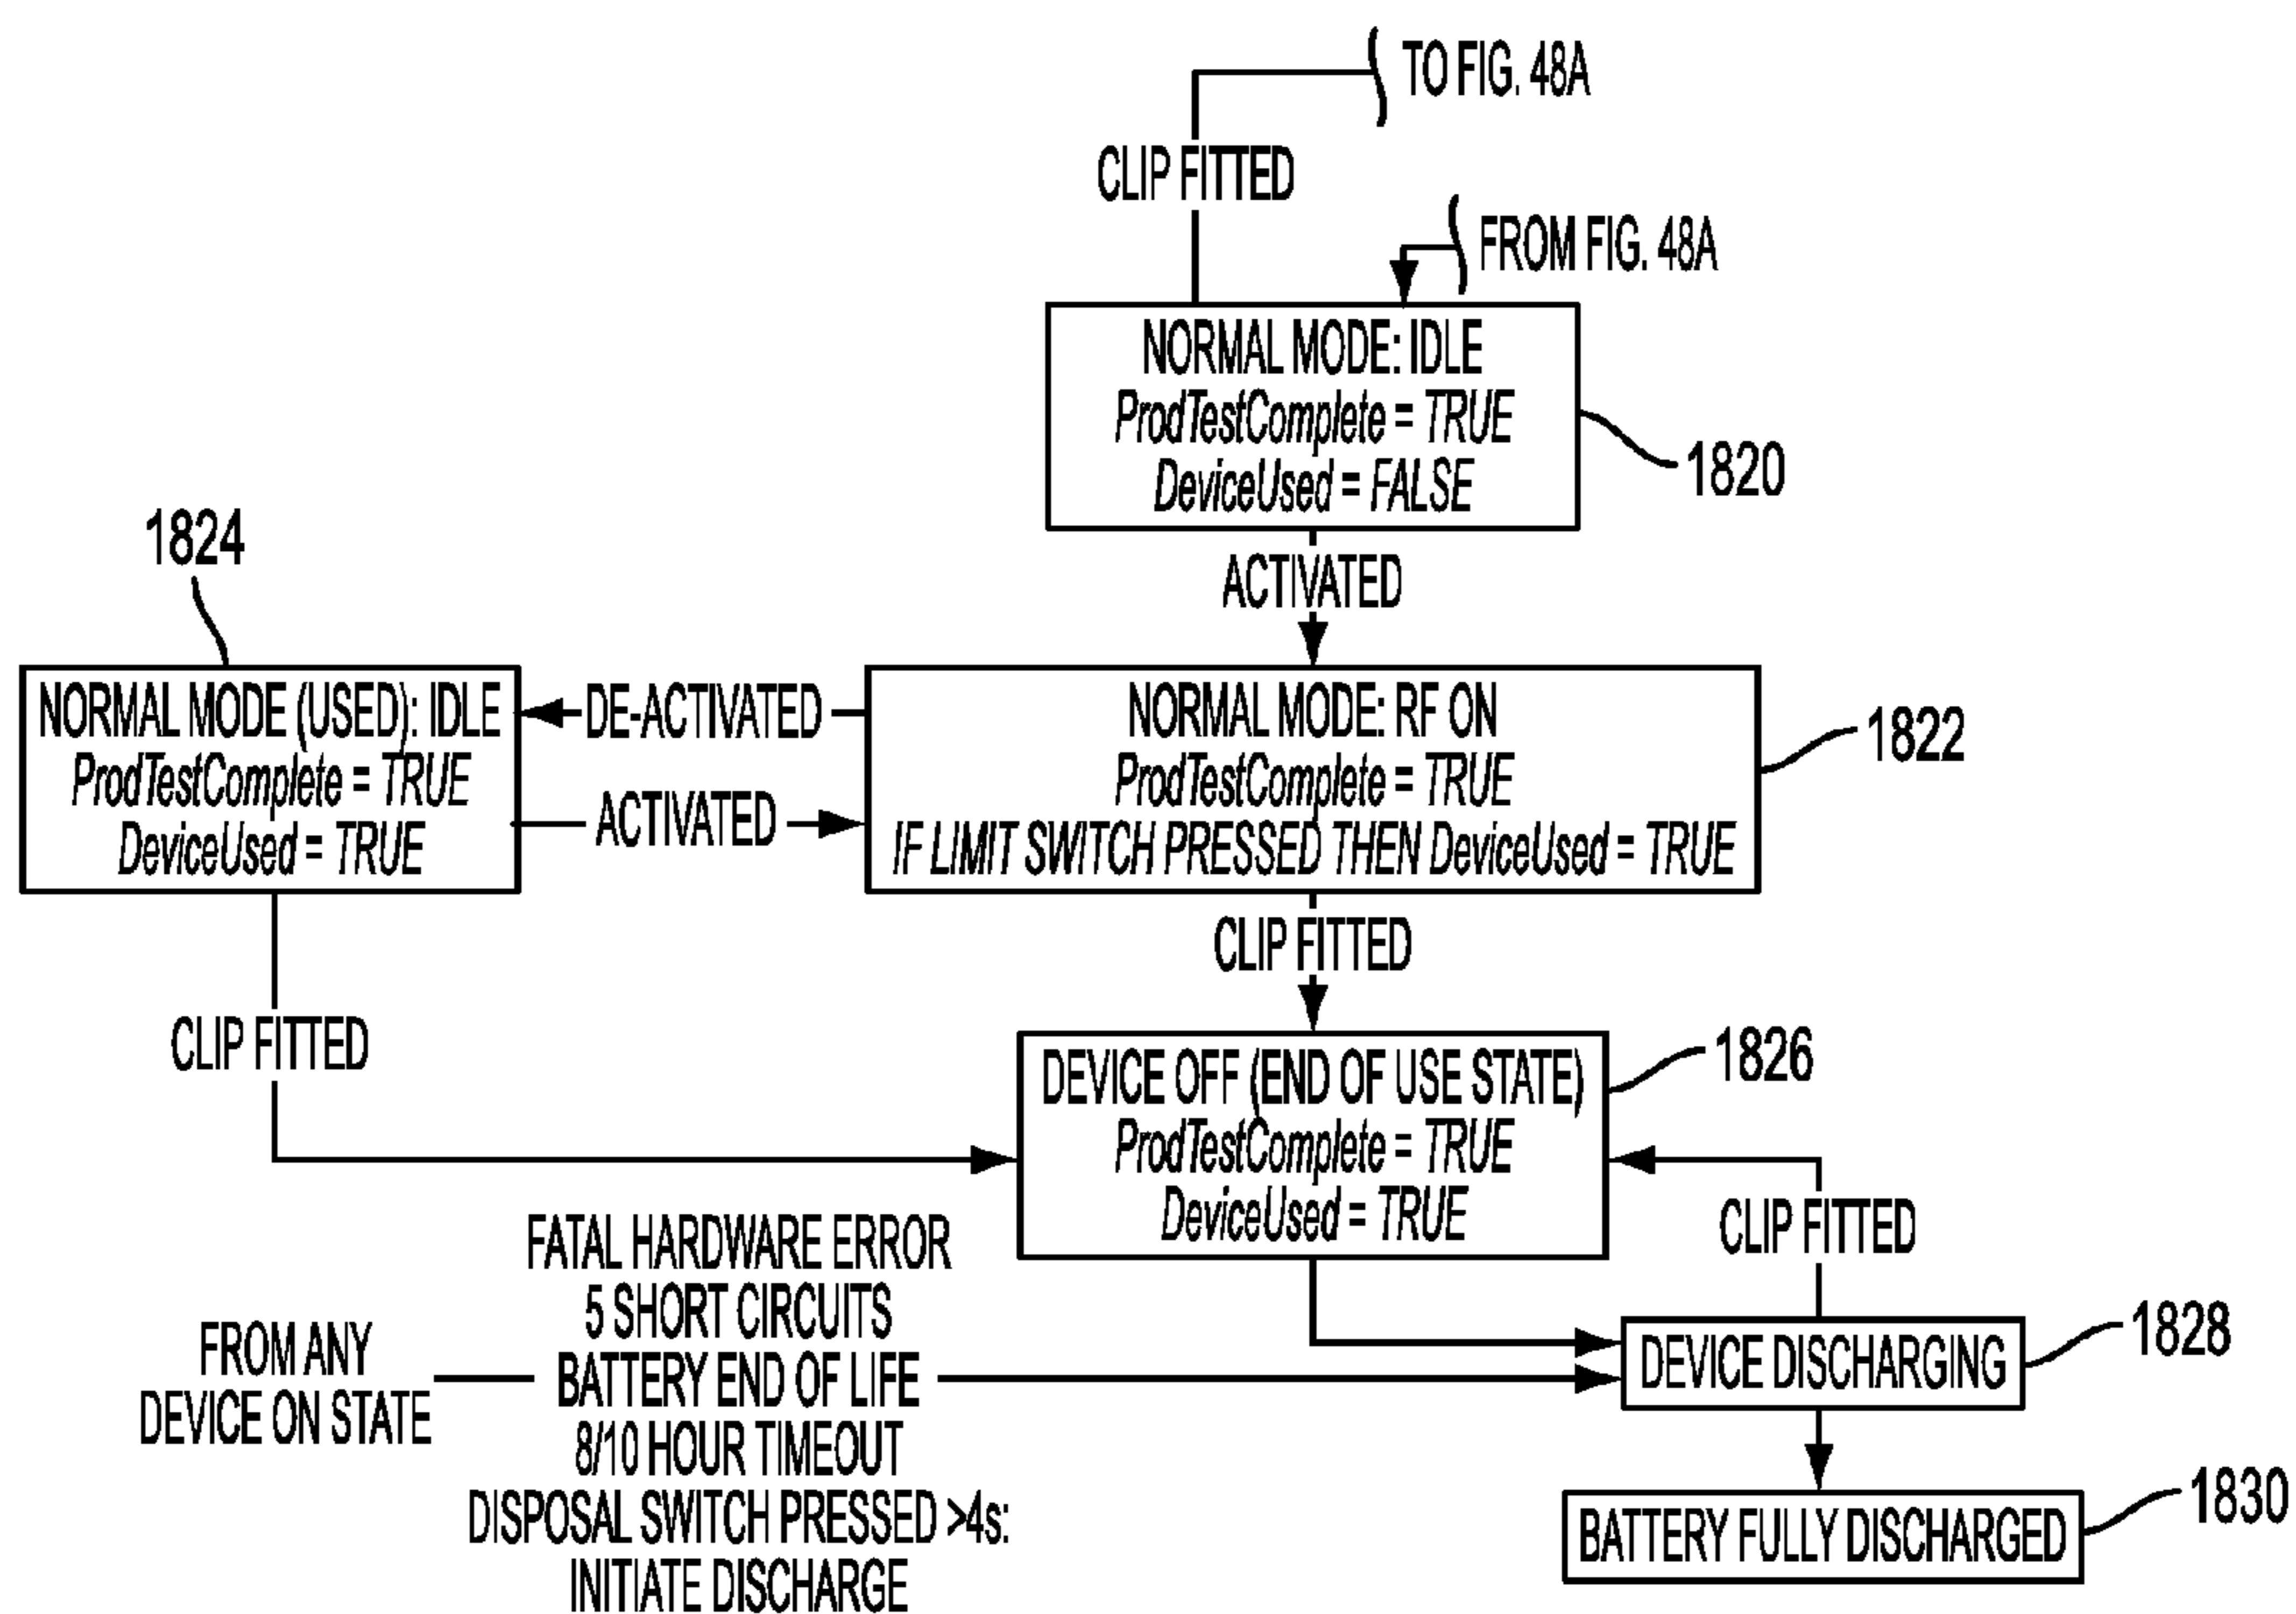 TO FIG. 48A
CLIP FITTED
FROM FIG. 48A
NORMAL MODE: IDLE
ProdTestComplete = TRUE
DeviceUsed = FALSE
1820
ACTIVATED
1824
NORMAL MODE (USED): IDLE
ProdTestComplete = TRUE
DeviceUsed = TRUE
DE-ACTIVATED
ACTIVATED
NORMAL MODE: RF ON
ProdTestComplete = TRUE
IF LIMIT SWITCH PRESSED THEN DeviceUsed = TRUE
1822
CLIP FITTED
CLIP FITTED
DEVICE OFF (END OF USE STATE)
ProdTestComplete = TRUE
DeviceUsed = TRUE
1826
CLIP FITTED
FROM ANY
DEVICE ON STATE
FATAL HARDWARE ERROR
5 SHORT CIRCUITS
BATTERY END OF LIFE
8/10 HOUR TIMEOUT
DISPOSAL SWITCH PRESSED >4s:
INITIATE DISCHARGE
DEVICE DISCHARGING
1828
BATTERY FULLY DISCHARGED
1830